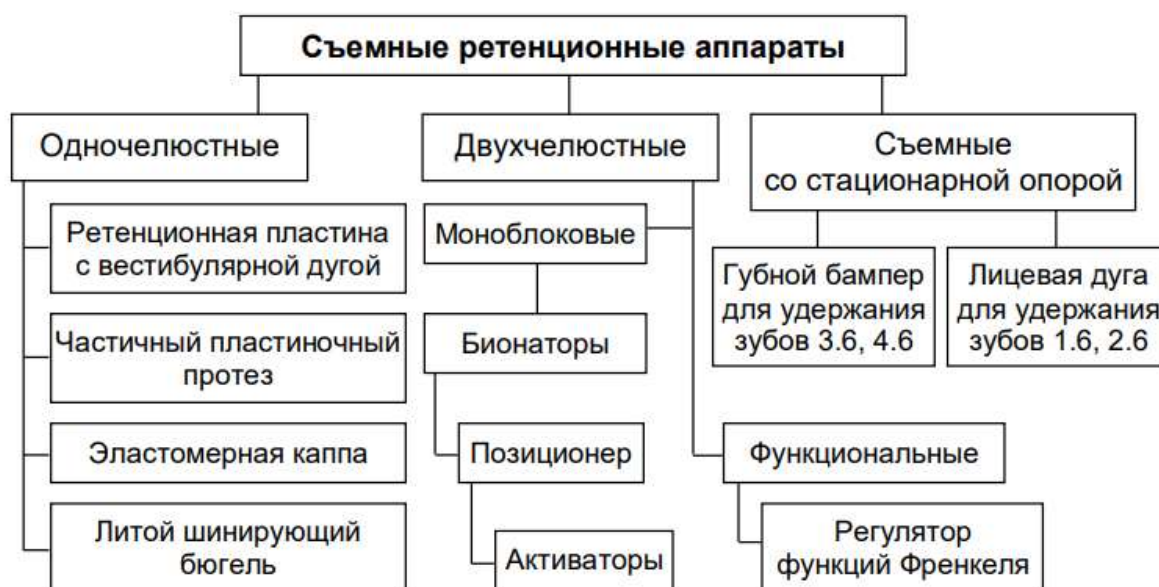 Съемные ретенционные аппараты
Одночелюстные
Двухчелюстные
Съемные
со стационарной опорой
Ретенционная пластина
с вестибулярной дугой
Частичный пластиночный
протез
Эластомерная каппа
Литой шинирующий
бюгель
Моноблоковые
Бионаторы
Позиционер
Активаторы
Функциональные
Регулятор
функций Френкеля
Губной бампер
для удержания
зубов 3.6, 4.6
Лицевая дуга
для удержания
зубов 1.6, 2.6